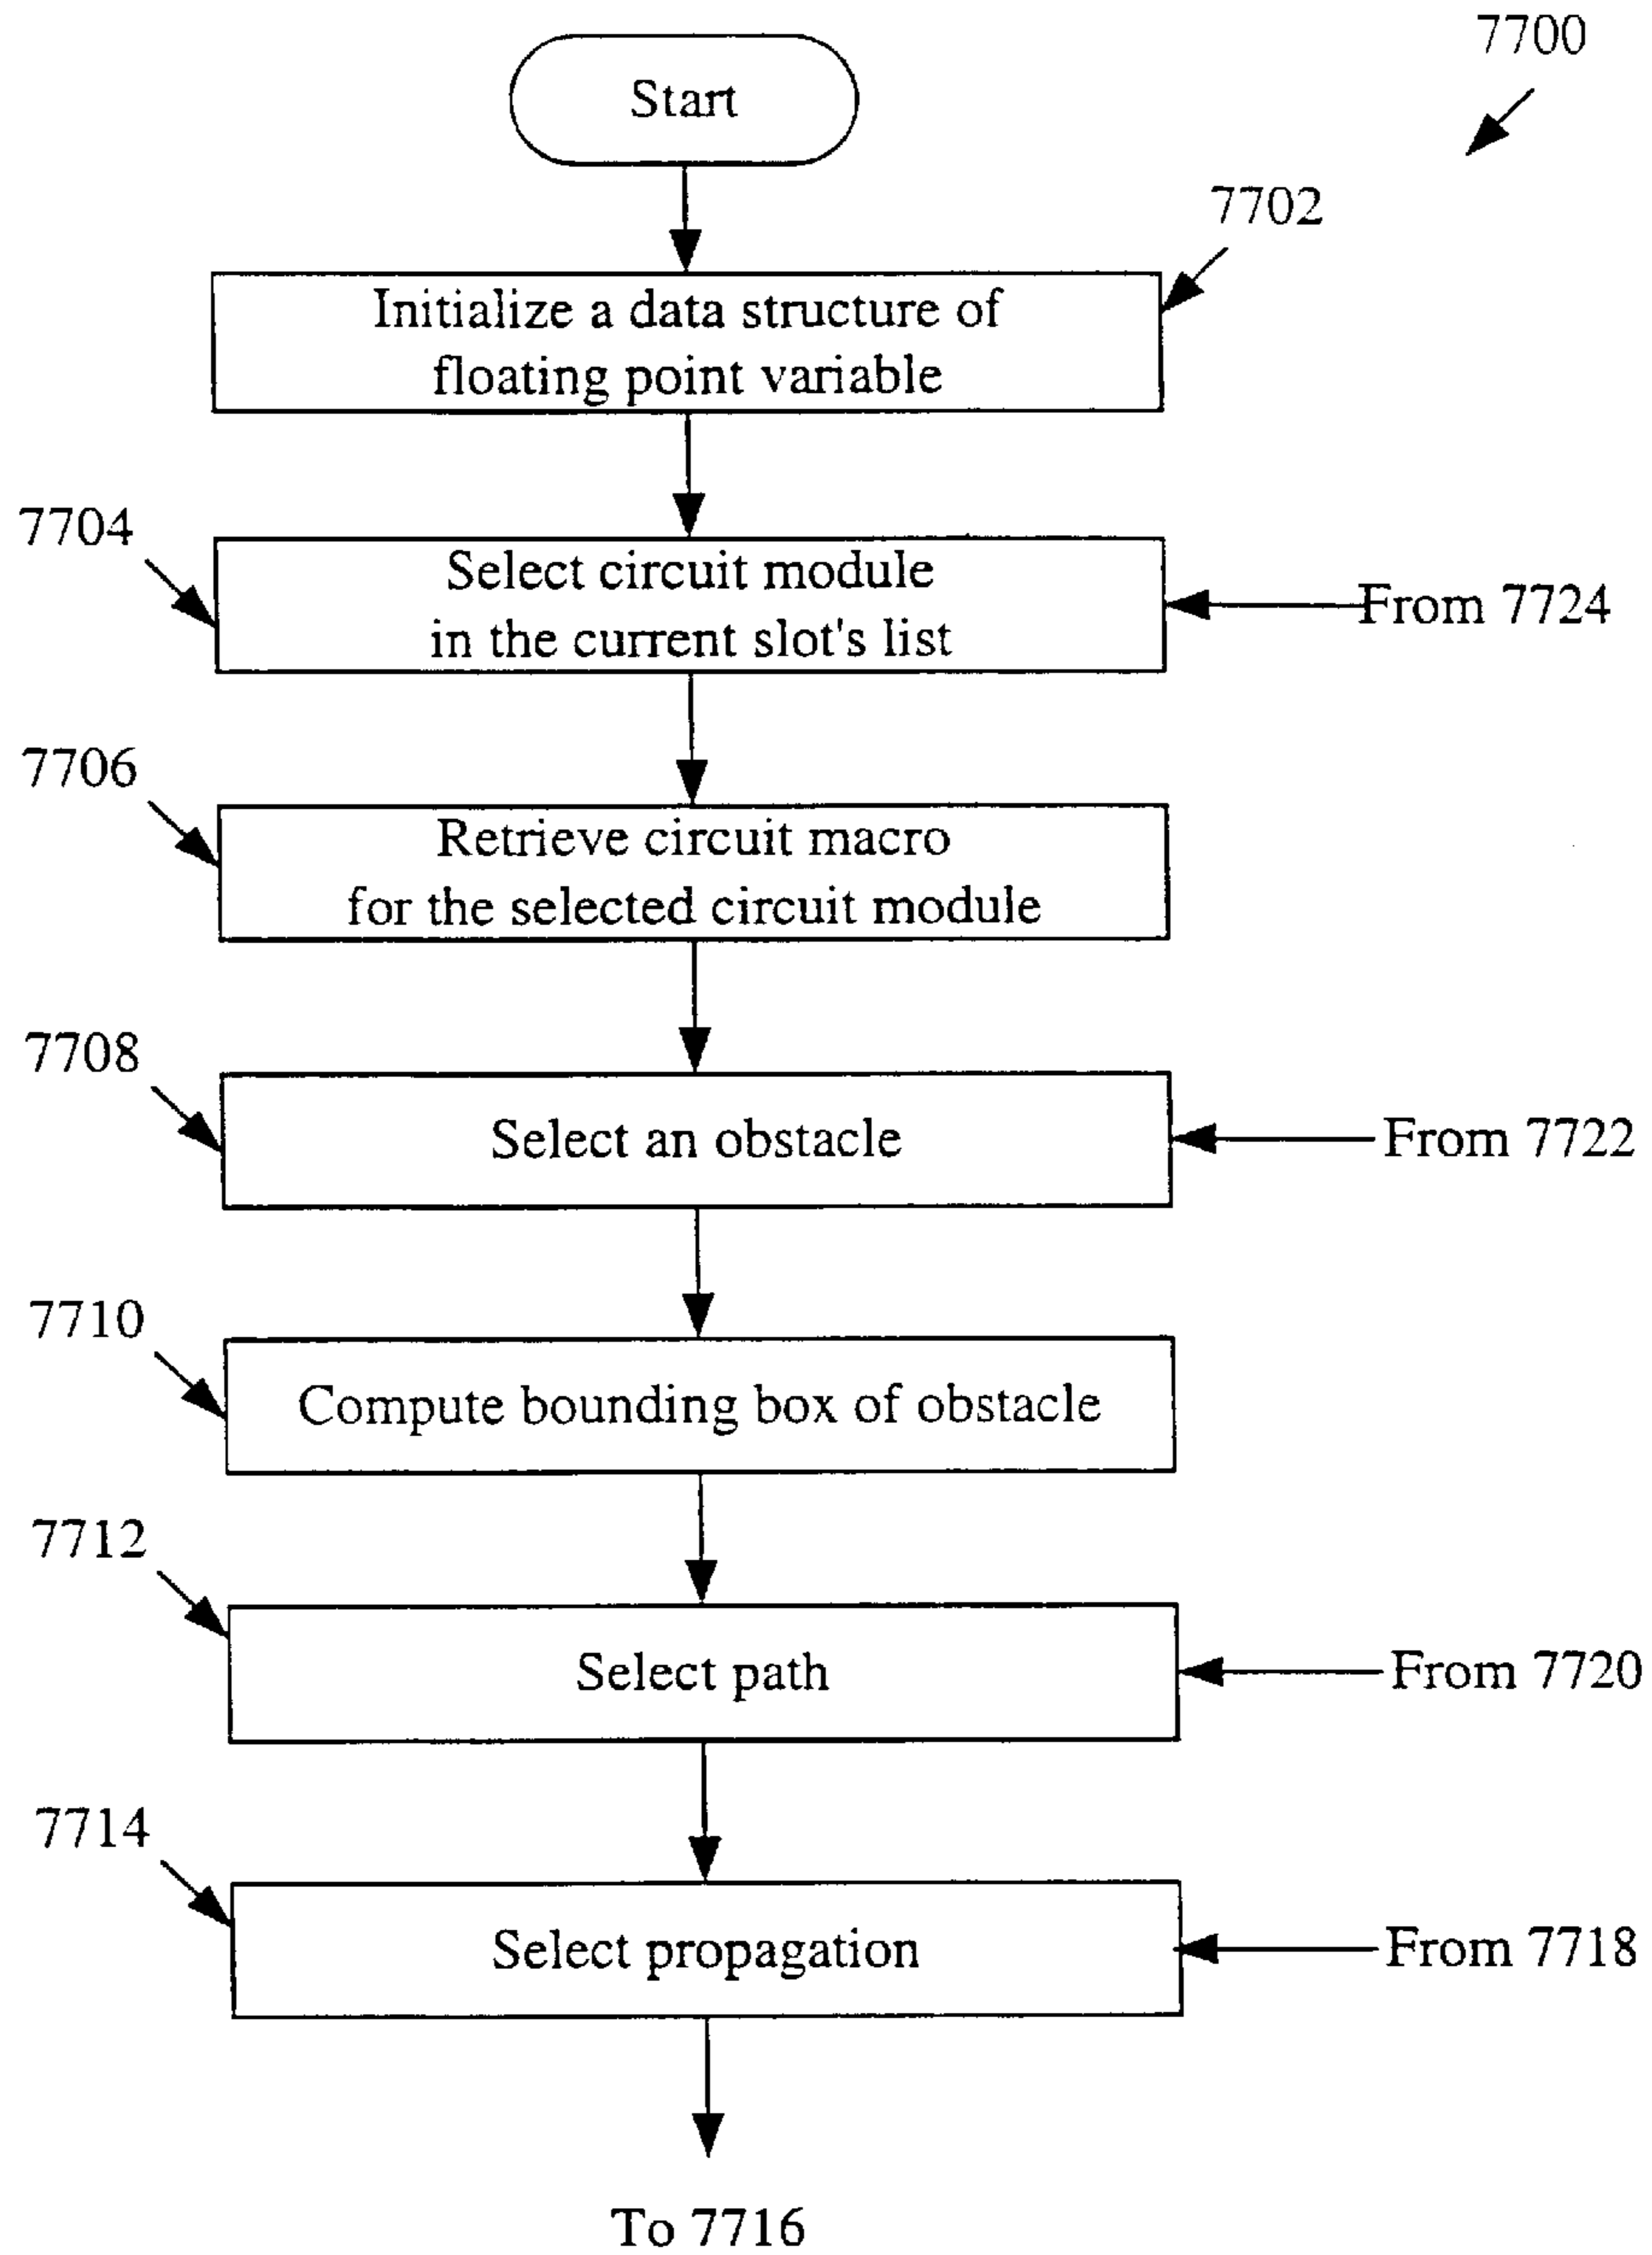 7700
Start
7702
Initialize a data structure of
floating point variable
7704
Select circuit module
in the current slot's list
From 7724
7706
Retrieve circuit macro
for the selected circuit module
7708
Select an obstacle
From 7722
7710
Compute bounding box of obstacle
7712
Select path
From 7720
7714
Select propagation
From 7718
To 7716